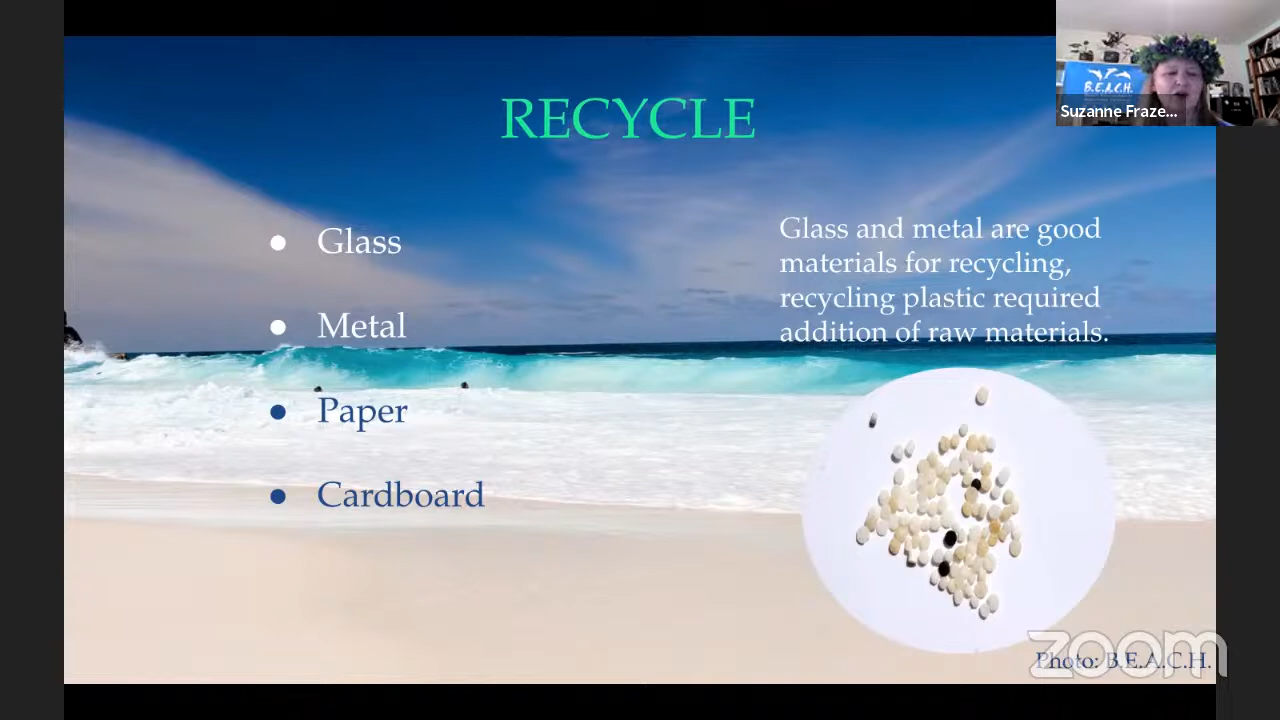 RECYCLE
B.E.A.C.H.
Suzanne Fraze...
● Glass
● Metal
● Paper
● Cardboard
Glass and metal are good
materials for recycling,
recycling plastic required
addition of raw materials.
Photo: B.E.A.C.H.
zoom